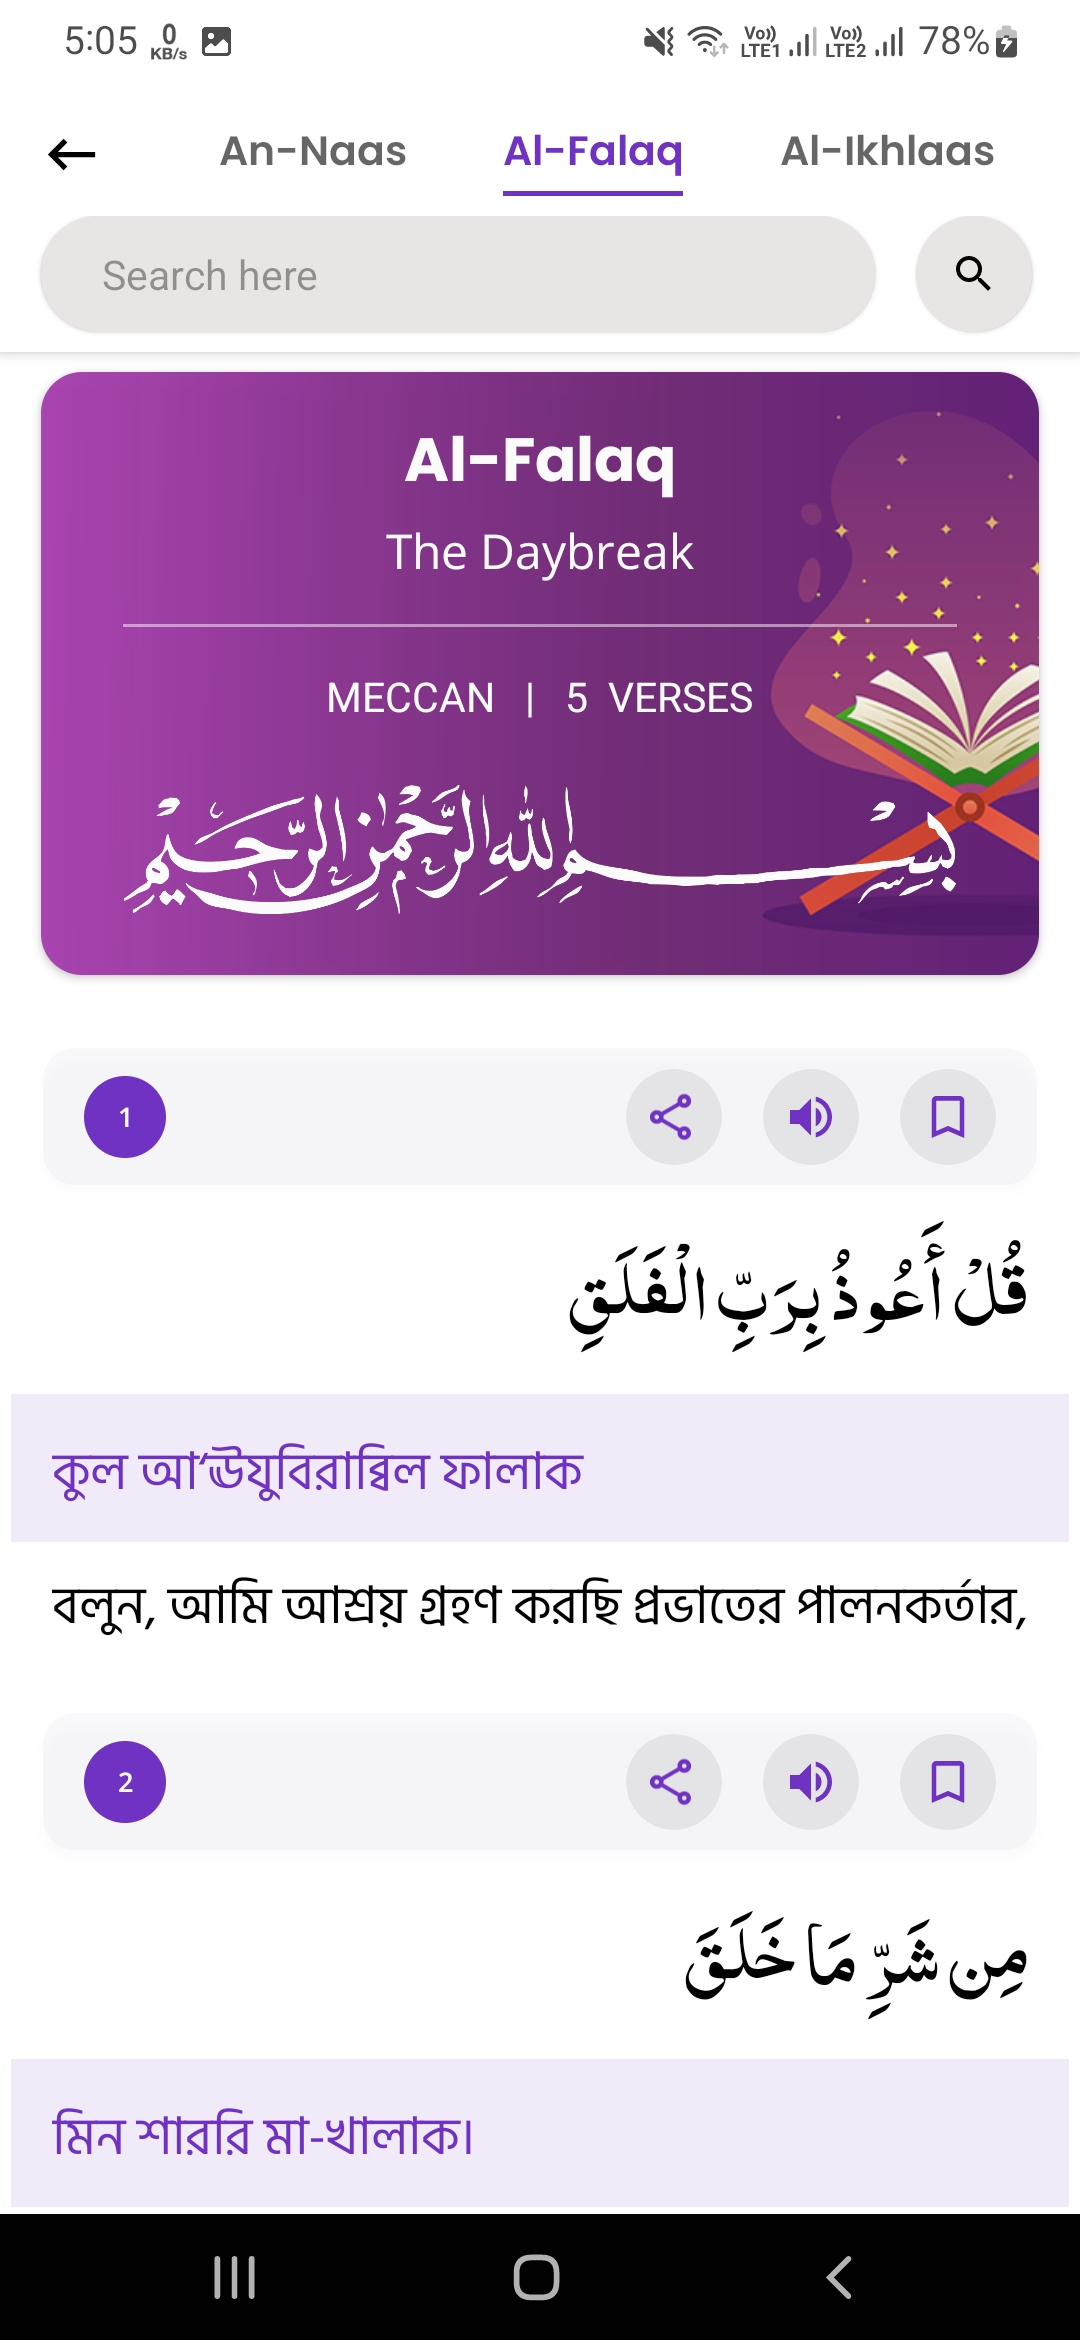 5:05 0 KB/s Vo)) LTE1 Vo)) LTE2 78%
An-Naas Al-Falaq Al-Ikhlaas
Search here
Al-Falaq
The Daybreak
MECCAN | 5 VERSES
بِسْمِ اللهِ الرَّحْمٰنِ الرَّحِيْمِ
1
قُلْ أَعُوذُ بِرَبِّ الْفَلَقِ
কুল আ‘ঊযুবিরাব্বিল ফালাক
বলুন, আমি আশ্রয় গ্রহণ করছি প্রভাতের পালনকর্তার,
2
مِن شَرِّ مَا خَلَقَ
মিন শাররি মা-খালাক।